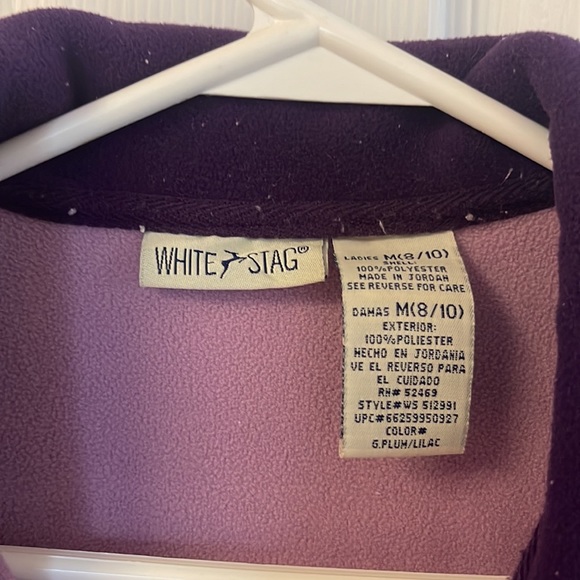 WHITE STAG®
LADIES M(8/10)
SHELL:
100%POLYESTER
MADE IN JORDAN
SEE REVERSE FOR CARE
DAMAS M(8/10)
EXTERIOR:
100%POLIESTER
HECHO EN JORDANIA
VE EL REVERSO PARA
EL CUIDADO
RN# 52469
STYLE#WS 512991
UPC#66259950927
COLOR#
G.PLUM/LILAC